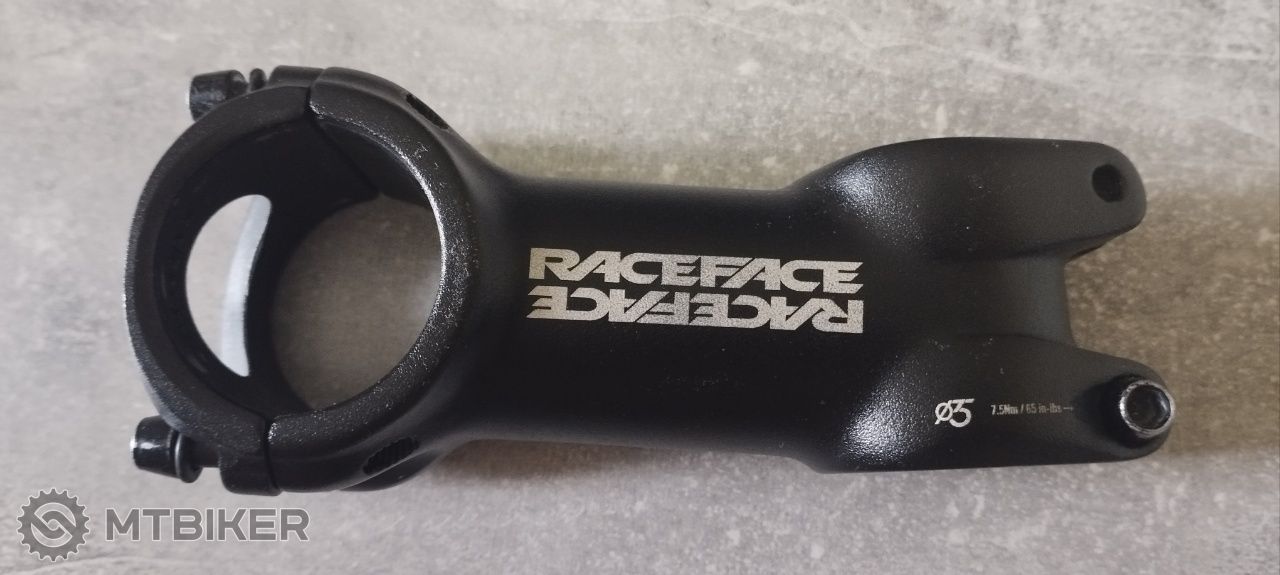 RACEFACE
RACEFACE
Ø35 7.5Nm / 65 in-lbs →
MTBIKER